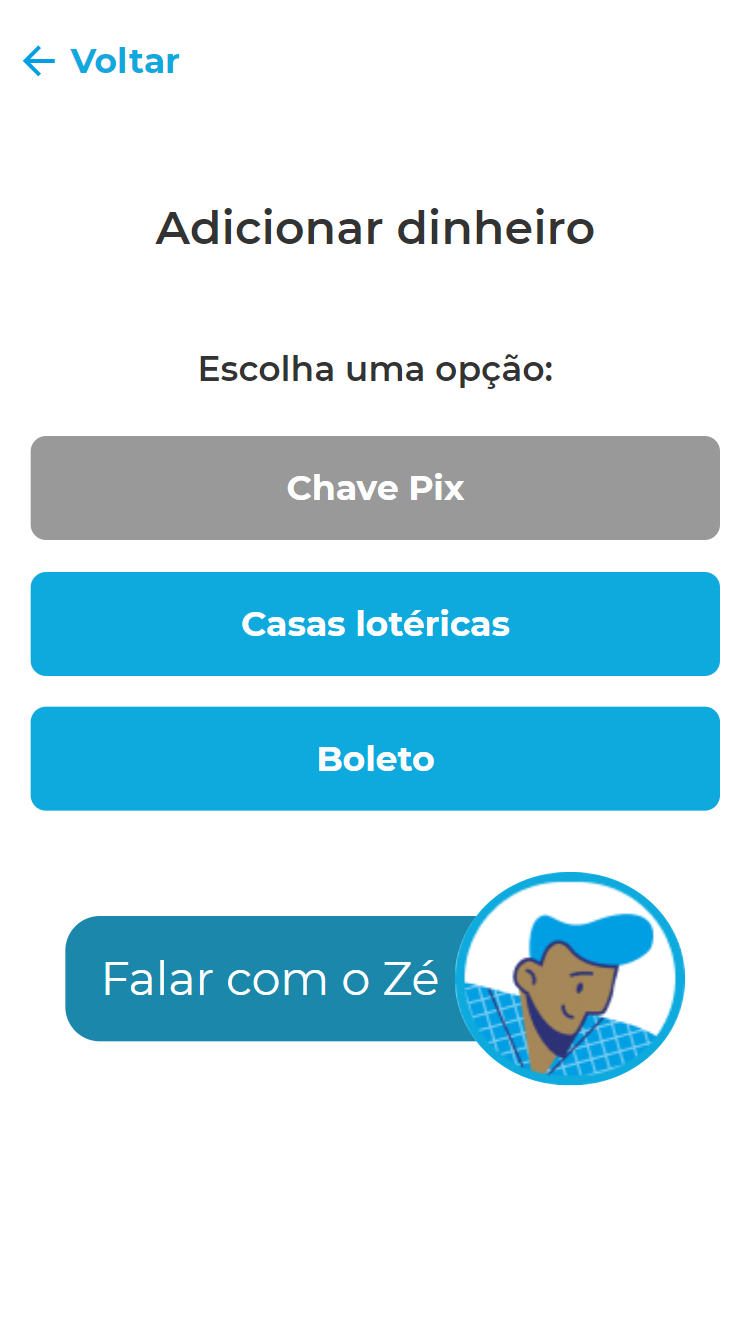 Voltar
Adicionar dinheiro
Escolha uma opção:
Chave Pix
Casas lotéricas
Boleto
Falar com o Zé